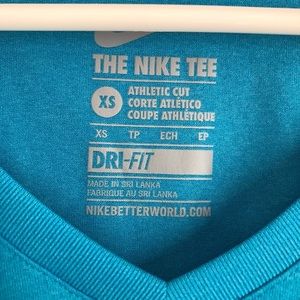 THE NIKE TEE
XS
ATHLETIC CUT
CORTE ATLÉTICO
COUPE ATHLÉTIQUE
XS TP ECH EP
DRI-FIT
MADE IN SRI LANKA
FABRIQUE AU SRI LANKA
NIKEBETTERWORLD.COM